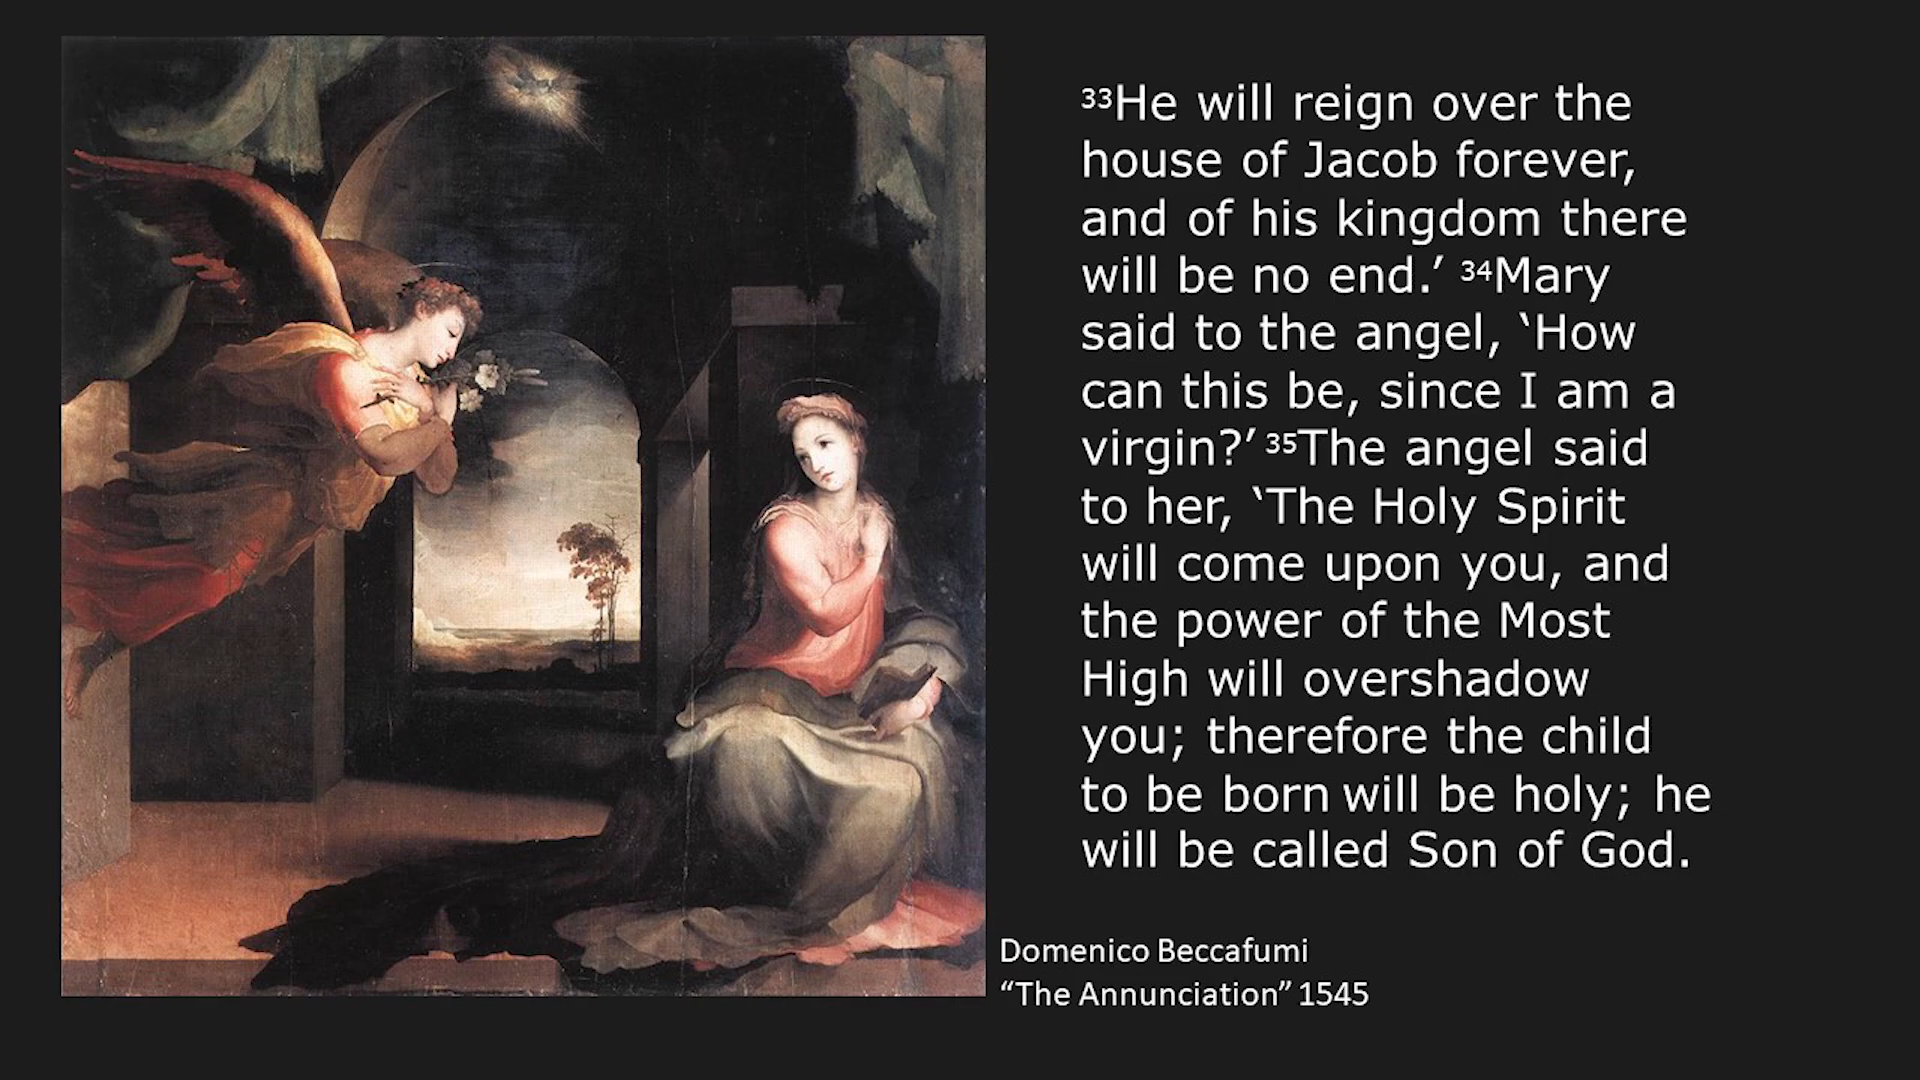 ³³He will reign over the
house of Jacob forever,
and of his kingdom there
will be no end.’ ³⁴Mary
said to the angel, ‘How
can this be, since I am a
virgin?’ ³⁵The angel said
to her, ‘The Holy Spirit
will come upon you, and
the power of the Most
High will overshadow
you; therefore the child
to be born will be holy; he
will be called Son of God.
Domenico Beccafumi
“The Annunciation” 1545